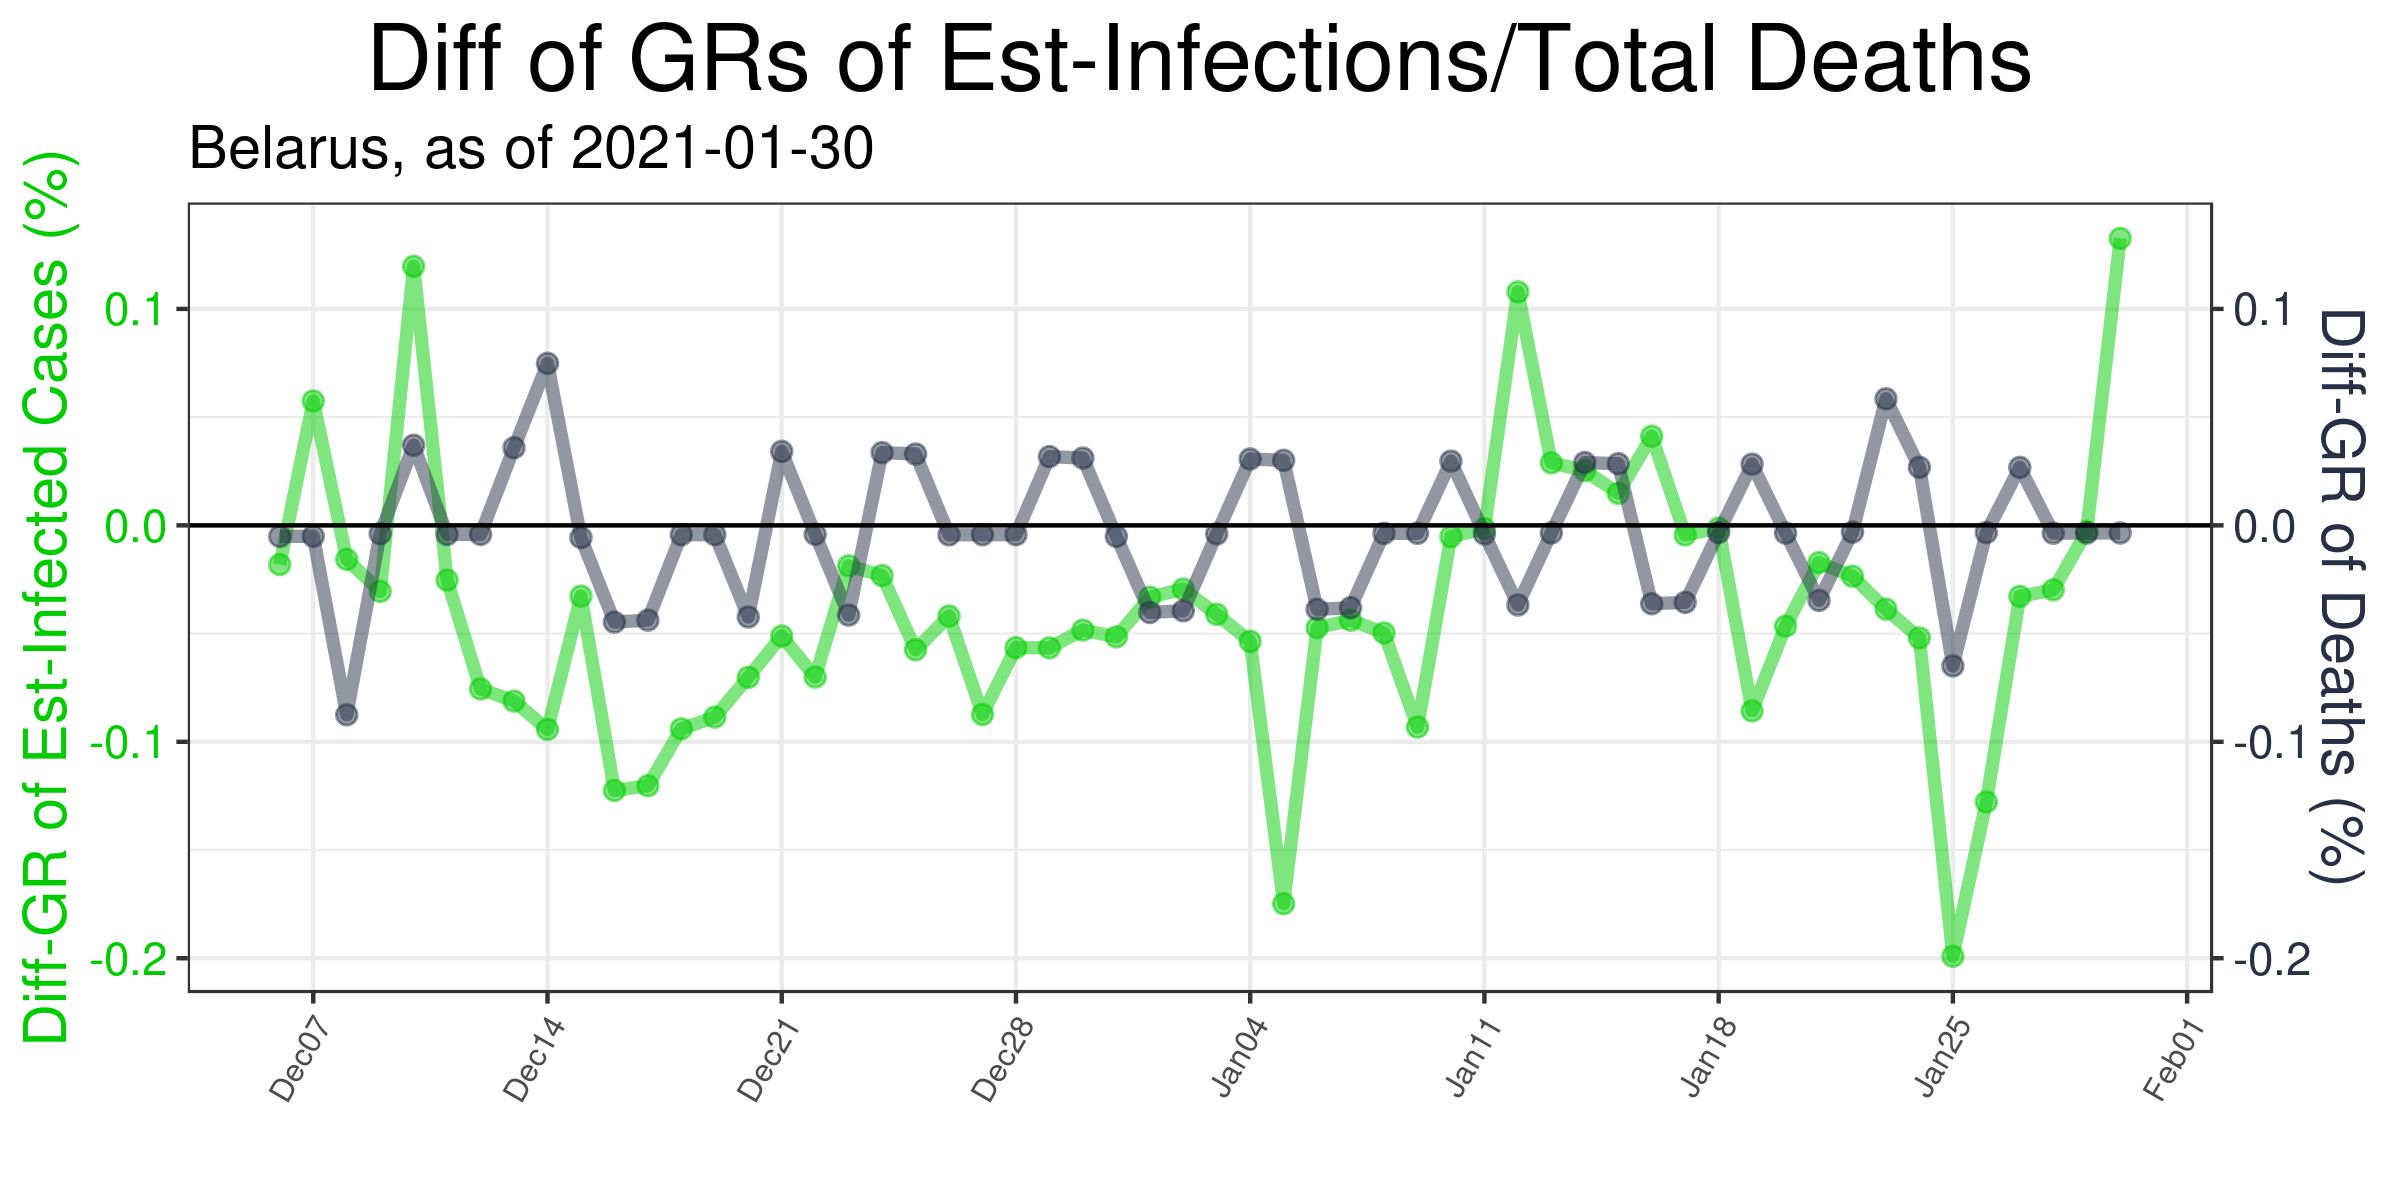 Diff of GRs of Est-Infections/Total Deaths
Belarus, as of 2021-01-30
Diff-GR of Est-Infected Cases (%)
0.1
0.0
-0.1
-0.2
0.1
0.0
-0.1
-0.2
Diff-GR of Deaths (%)
Dec07
Dec14
Dec21
Dec28
Jan04
Jan11
Jan18
Jan25
Feb01